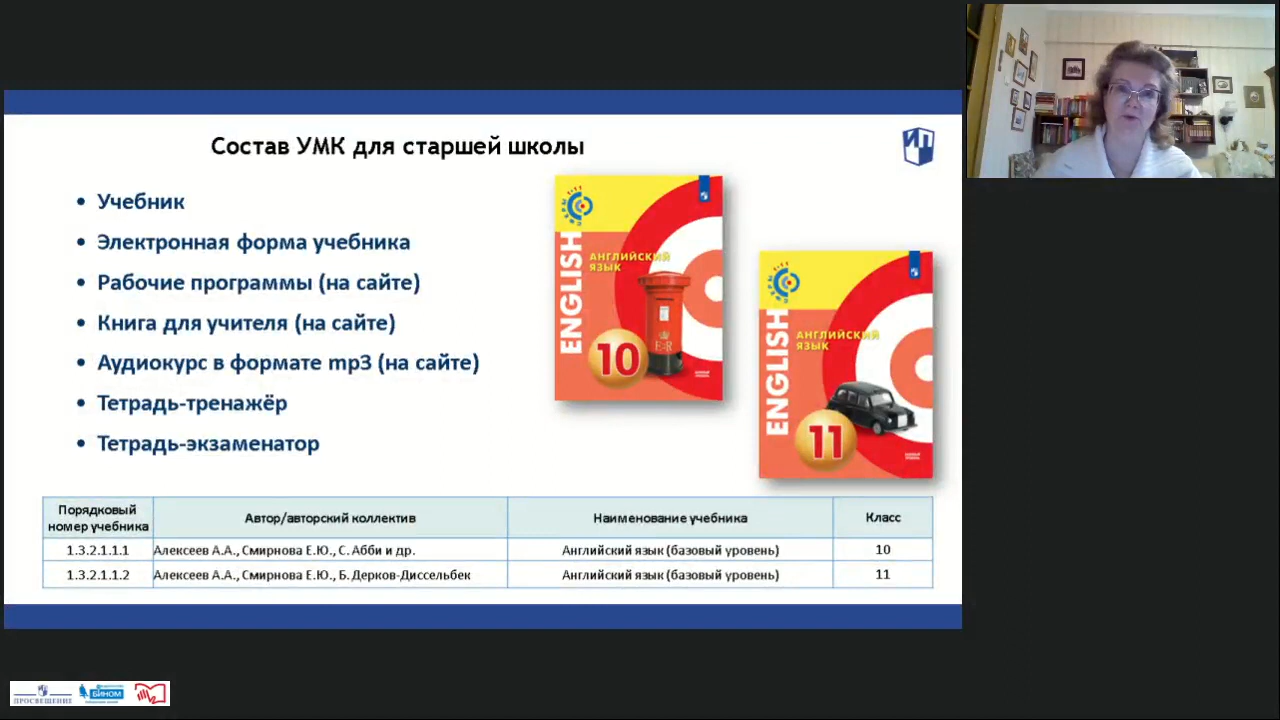 Состав УМК для старшей школы
• Учебник
• Электронная форма учебника
• Рабочие программы (на сайте)
• Книга для учителя (на сайте)
• Аудиокурс в формате mp3 (на сайте)
• Тетрадь-тренажёр
• Тетрадь-экзаменатор
ENGLISH
АНГЛИЙСКИЙ
ЯЗЫК
E R
10
ENGLISH
АНГЛИЙСКИЙ
ЯЗЫК
11
Порядковый номер учебника Автор/авторский коллектив Наименование учебника Класс
1.3.2.1.1.1 Алексеев А.А., Смирнова Е.Ю., С. Абби и др. Английский язык (базовый уровень) 10
1.3.2.1.1.2 Алексеев А.А., Смирнова Е.Ю., Б. Дерков-Диссельбек Английский язык (базовый уровень) 11
ПРОСВЕЩЕНИЕ
БИНОМ